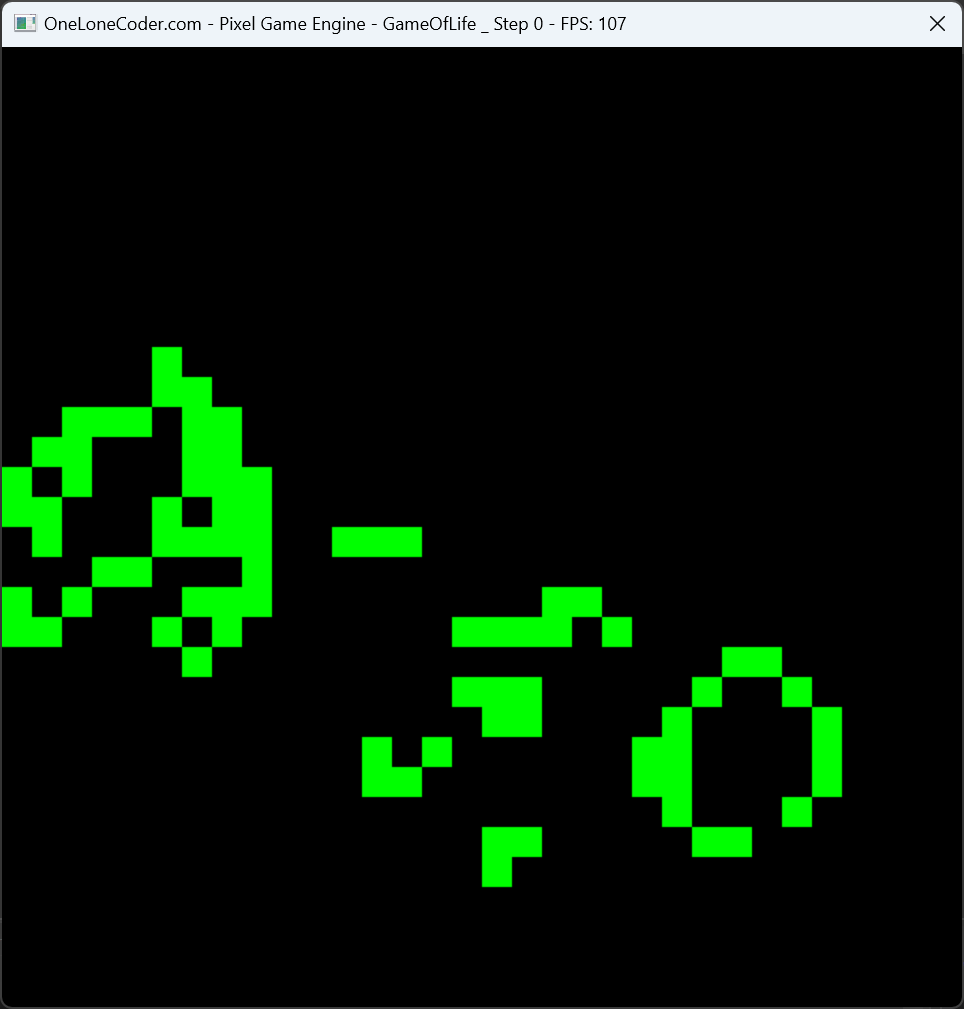 OneLoneCoder.com - Pixel Game Engine - GameOfLife _ Step 0 - FPS: 107